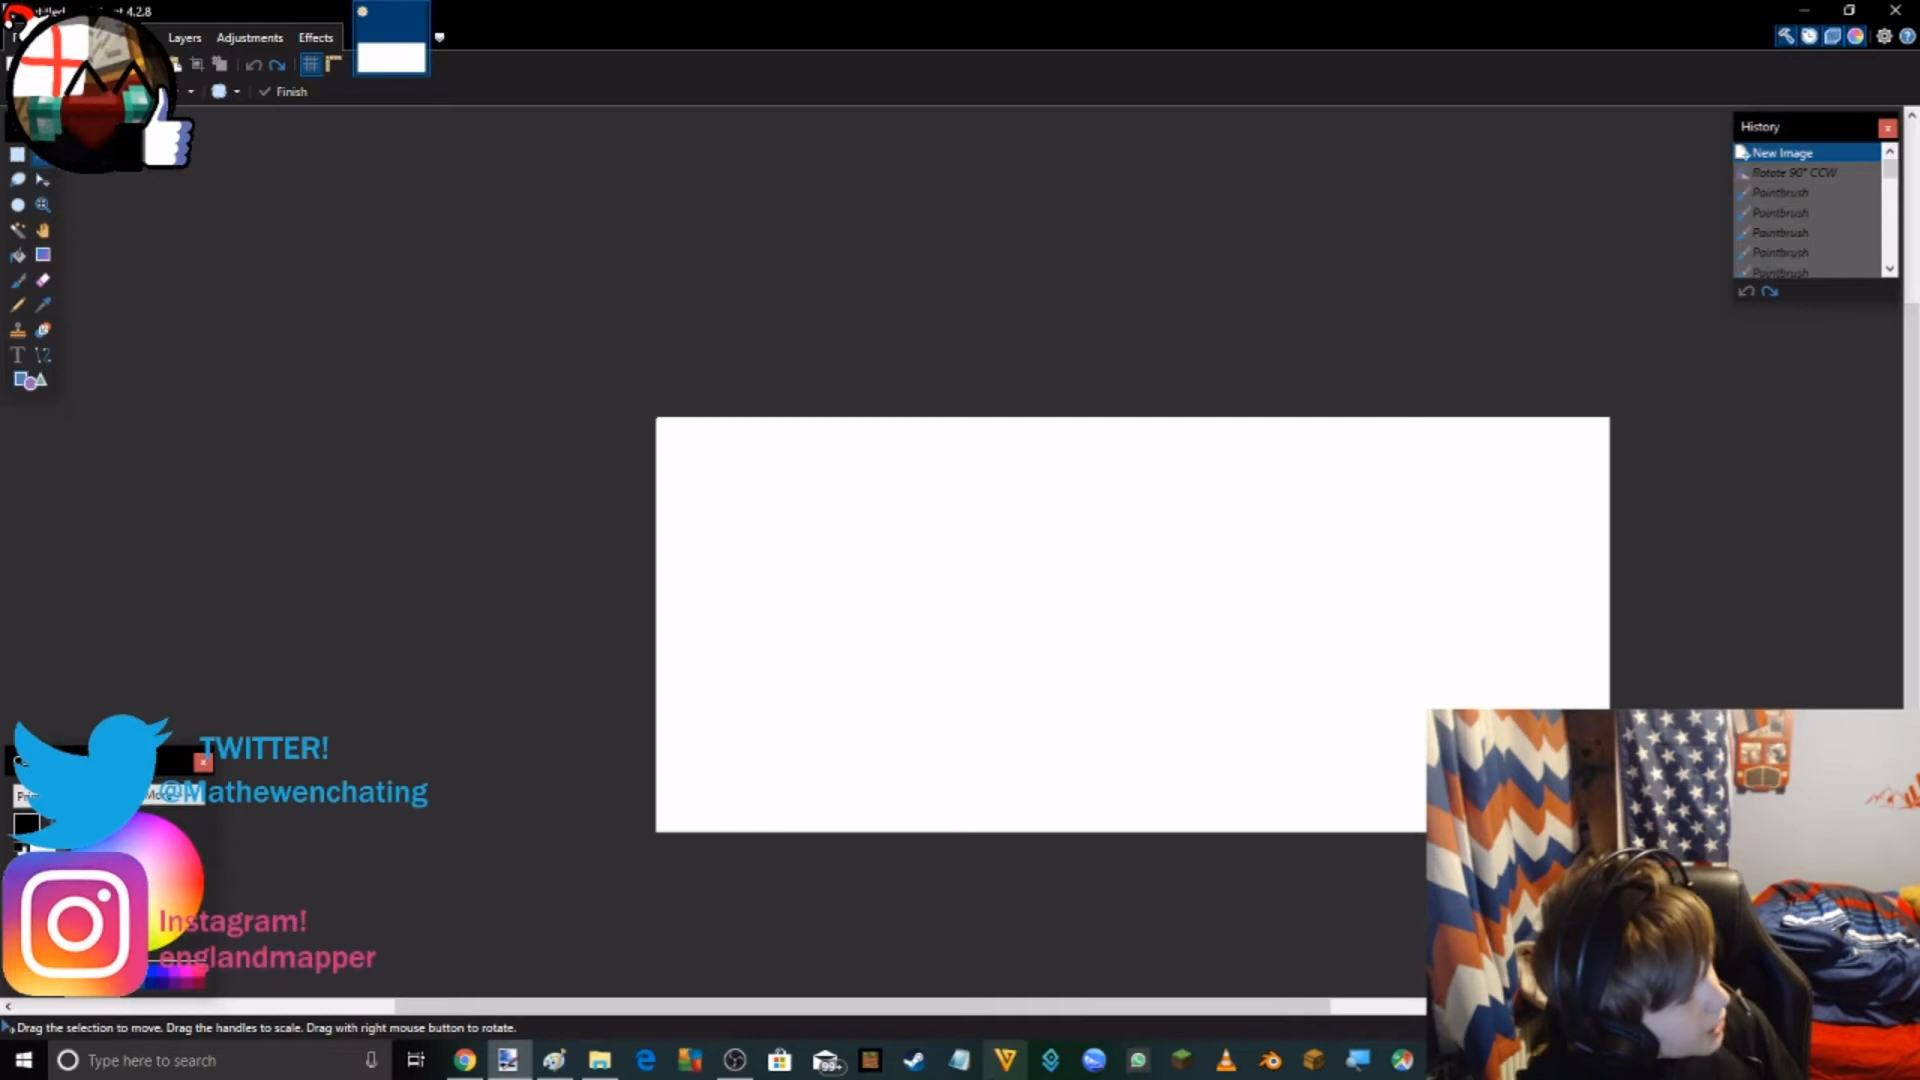 4.2.8
Layers Adjustments Effects
Finish
History
New Image
Rotate 90° CCW
Paintbrush
Paintbrush
Paintbrush
Paintbrush
Paintbrush
TWITTER!
@Mathewenchating
Instagram!
englandmapper
Drag the selection to move. Drag the handles to scale. Drag with right mouse button to rotate.
Type here to search
99+